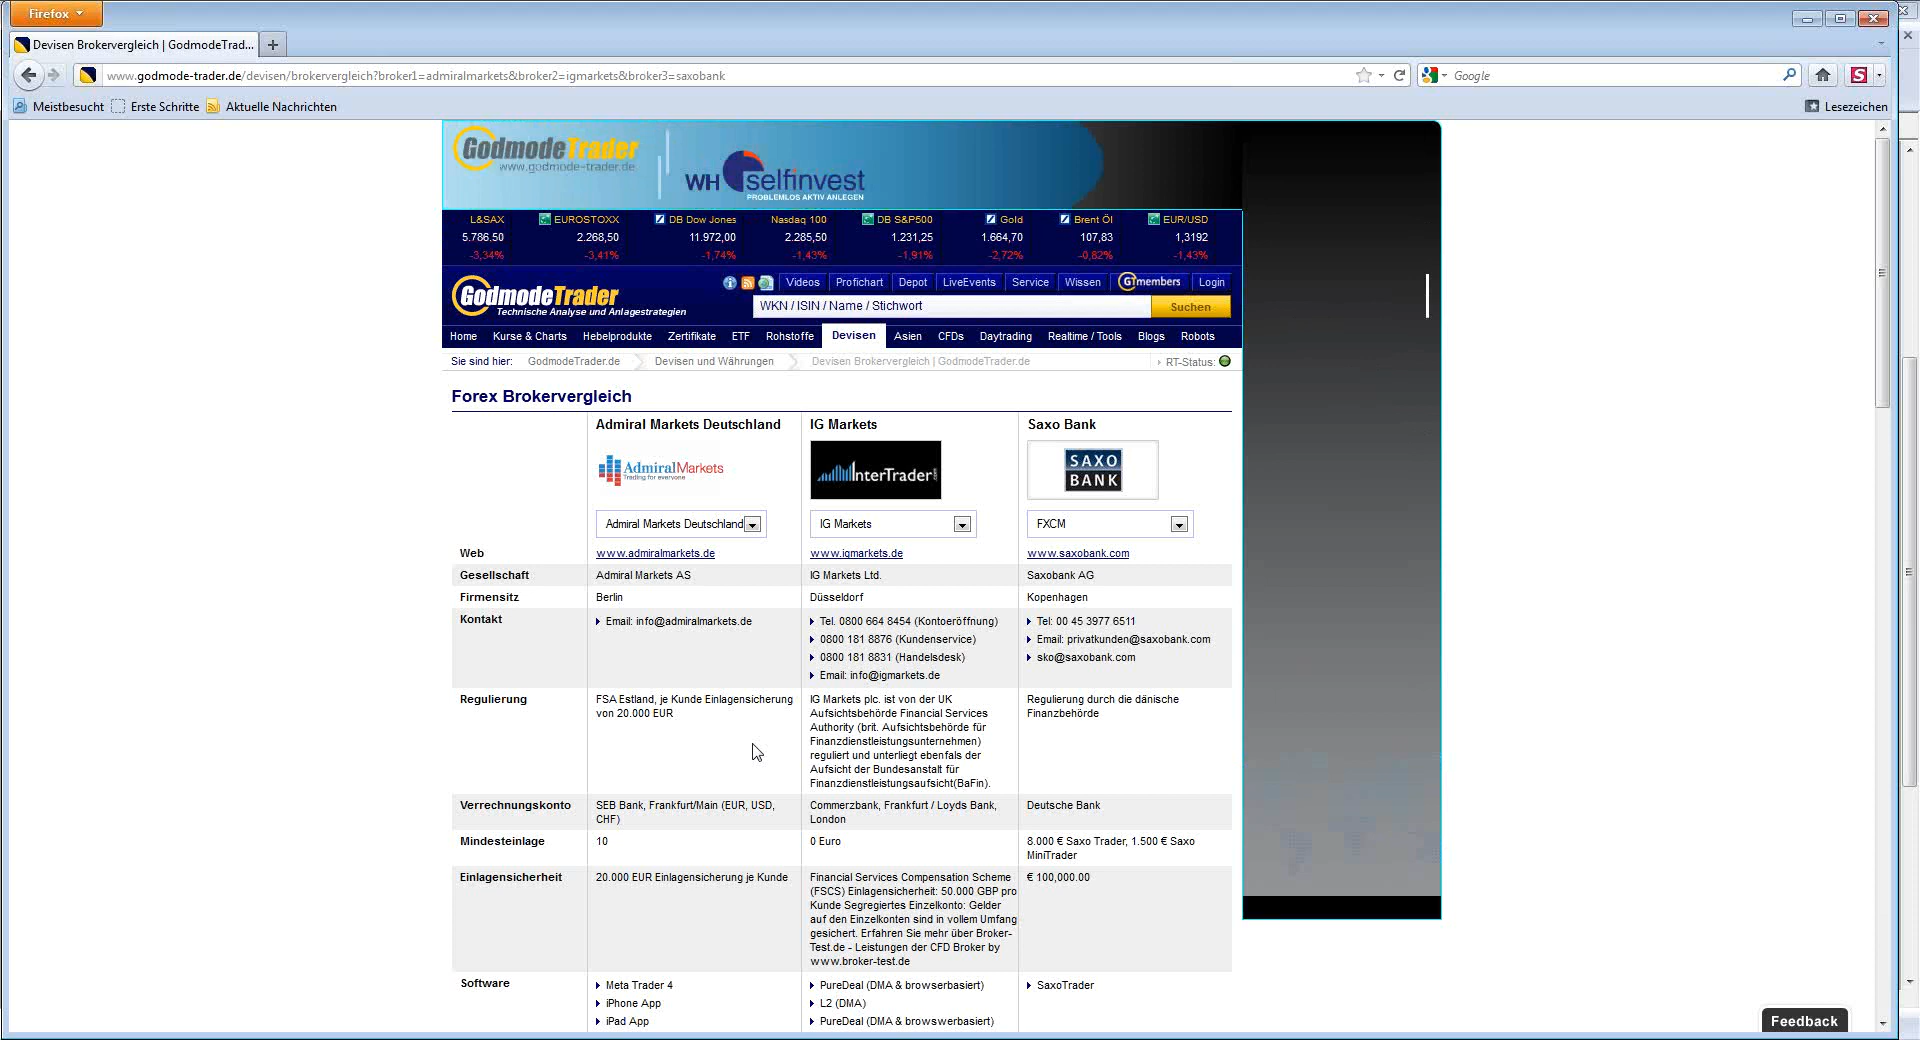 Firefox
Devisen Brokervergleich | GodmodeTrad...
www.godmode-trader.de/devisen/brokervergleich?broker1=admiralmarkets&broker2=igmarkets&broker3=saxobank
Google
Meistbesucht Erste Schritte Aktuelle Nachrichten Lesezeichen
GodmodeTrader
www.godmode-trader.de
WH selfinvest
PROBLEMLOS AKTIV ANLEGEN
L&SAX EUROSTOXX DB Dow Jones Nasdaq 100 DB S&P500 Gold Brent Öl EUR/USD
5.786,50 2.268,50 11.972,00 2.285,50 1.231,25 1.664,70 107,83 1,3192
-3,34% -3,41% -1,74% -1,43% -1,91% -2,72% -0,82% -1,43%
Videos Profichart Depot LiveEvents Service Wissen GTmembers Login
GodmodeTrader
Technische Analyse und Anlagestrategien
WKN / ISIN / Name / Stichwort Suchen
Home Kurse & Charts Hebelprodukte Zertifikate ETF Rohstoffe Devisen Asien CFDs Daytrading Realtime / Tools Blogs Robots
Sie sind hier: GodmodeTrader.de Devisen und Währungen Devisen Brokervergleich | GodmodeTrader.de RT-Status:
Forex Brokervergleich
Admiral Markets Deutschland IG Markets Saxo Bank
AdmiralMarkets
Trading for everyone
InterTrader.com
SAXO
BANK
Admiral Markets Deutschland IG Markets FXCM
Web www.admiralmarkets.de www.igmarkets.de www.saxobank.com
Gesellschaft Admiral Markets AS IG Markets Ltd. Saxobank AG
Firmensitz Berlin Düsseldorf Kopenhagen
Kontakt
Email: info@admiralmarkets.de
Tel. 0800 664 8454 (Kontoeröffnung)
0800 181 8876 (Kundenservice)
0800 181 8831 (Handelsdesk)
Email: info@igmarkets.de
Tel: 00 45 3977 6511
Email: privatkunden@saxobank.com
sko@saxobank.com
Regulierung
FSA Estland, je Kunde Einlagensicherung
von 20.000 EUR
IG Markets plc. ist von der UK
Aufsichtsbehörde Financial Services
Authority (brit. Aufsichtsbehörde für
Finanzdienstleistungsunternehmen)
reguliert und unterliegt ebenfals der
Aufsicht der Bundesanstalt für
Finanzdienstleistungsaufsicht(BaFin).
Regulierung durch die dänische
Finanzbehörde
Verrechnungskonto
SEB Bank, Frankfurt/Main (EUR, USD,
CHF)
Commerzbank, Frankfurt / Loyds Bank,
London
Deutsche Bank
Mindesteinlage
10
0 Euro
8.000 € Saxo Trader, 1.500 € Saxo
MiniTrader
Einlagensicherheit
20.000 EUR Einlagensicherung je Kunde
Financial Services Compensation Scheme
(FSCS) Einlagensicherheit: 50.000 GBP pro
Kunde Segregiertes Einzelkonto: Gelder
auf den Einzelkonten sind in vollem Umfang
gesichert. Erfahren Sie mehr über Broker-
Test.de - Leistungen der CFD Broker by
www.broker-test.de
€ 100,000.00
Software
Meta Trader 4
iPhone App
iPad App
PureDeal (DMA & browserbasiert)
L2 (DMA)
PureDeal (DMA & browswerbasiert)
SaxoTrader
Feedback